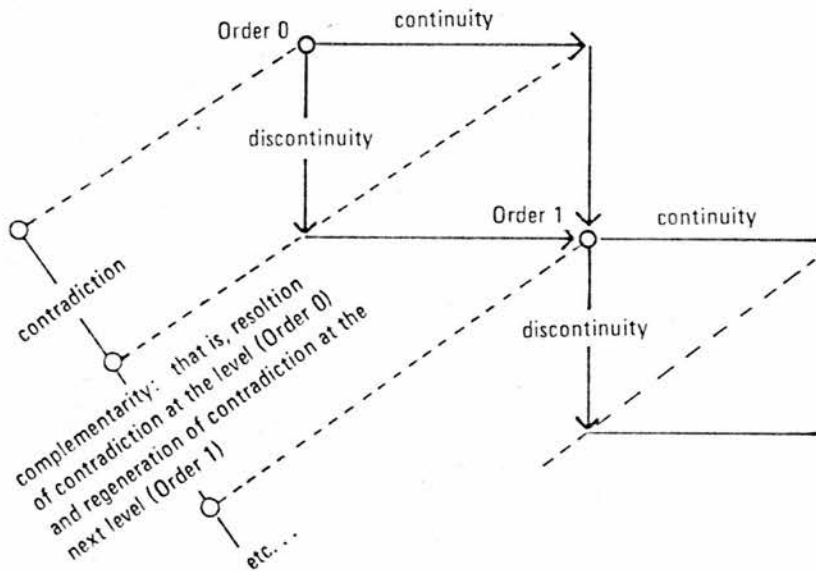 continuity
Order 0
discontinuity
Order 1
continuity
contradiction
discontinuity
complementarity: that is, resoltion
of contradiction at the level (Order 0)
and regeneration of contradiction at the
next level (Order 1)
etc...